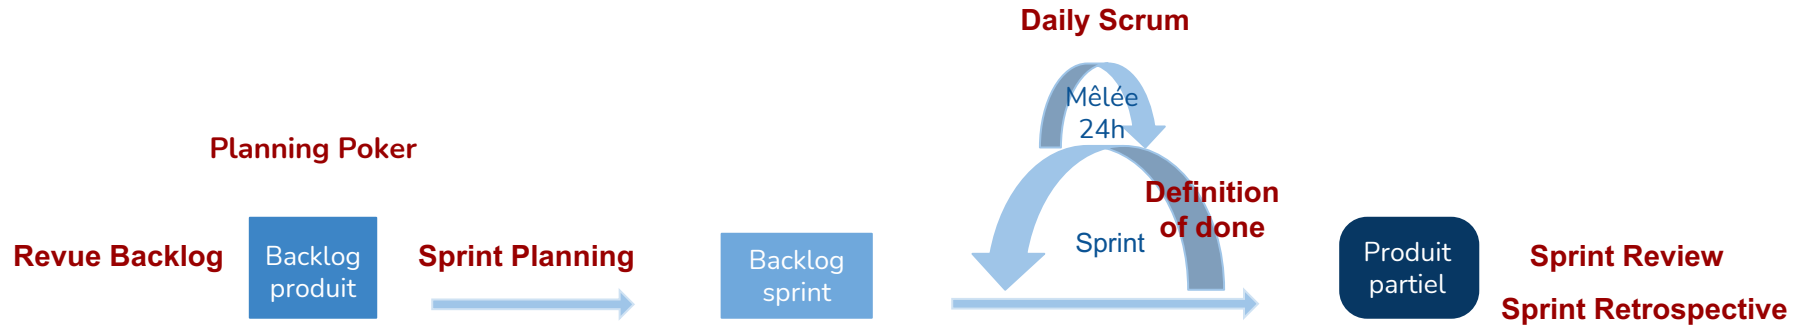 Daily Scrum
Mêlée
24h
Planning Poker
Definition
of done
Revue Backlog
Backlog
produit
Sprint Planning
Backlog
sprint
Sprint
Produit
partiel
Sprint Review
Sprint Retrospective